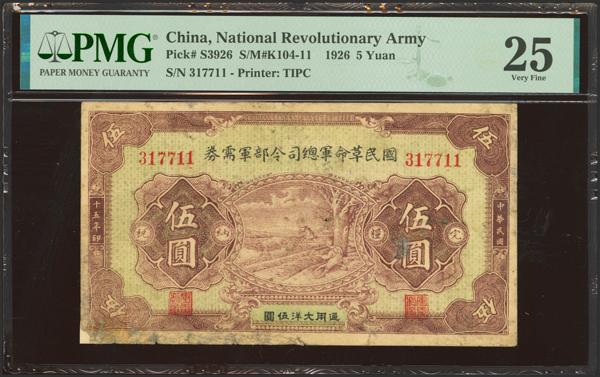 PMG
PAPER MONEY GUARANTY
China, National Revolutionary Army
Pick# S3926 S/M#K104-11 1926 5 Yuan
S/N 317711 - Printer: TIPC
25
Very Fine
伍 伍
券需軍部令司總軍命革民國
317711 317711
中華民國
十五年印
伍圓 伍圓
圓伍洋大用通
伍 伍